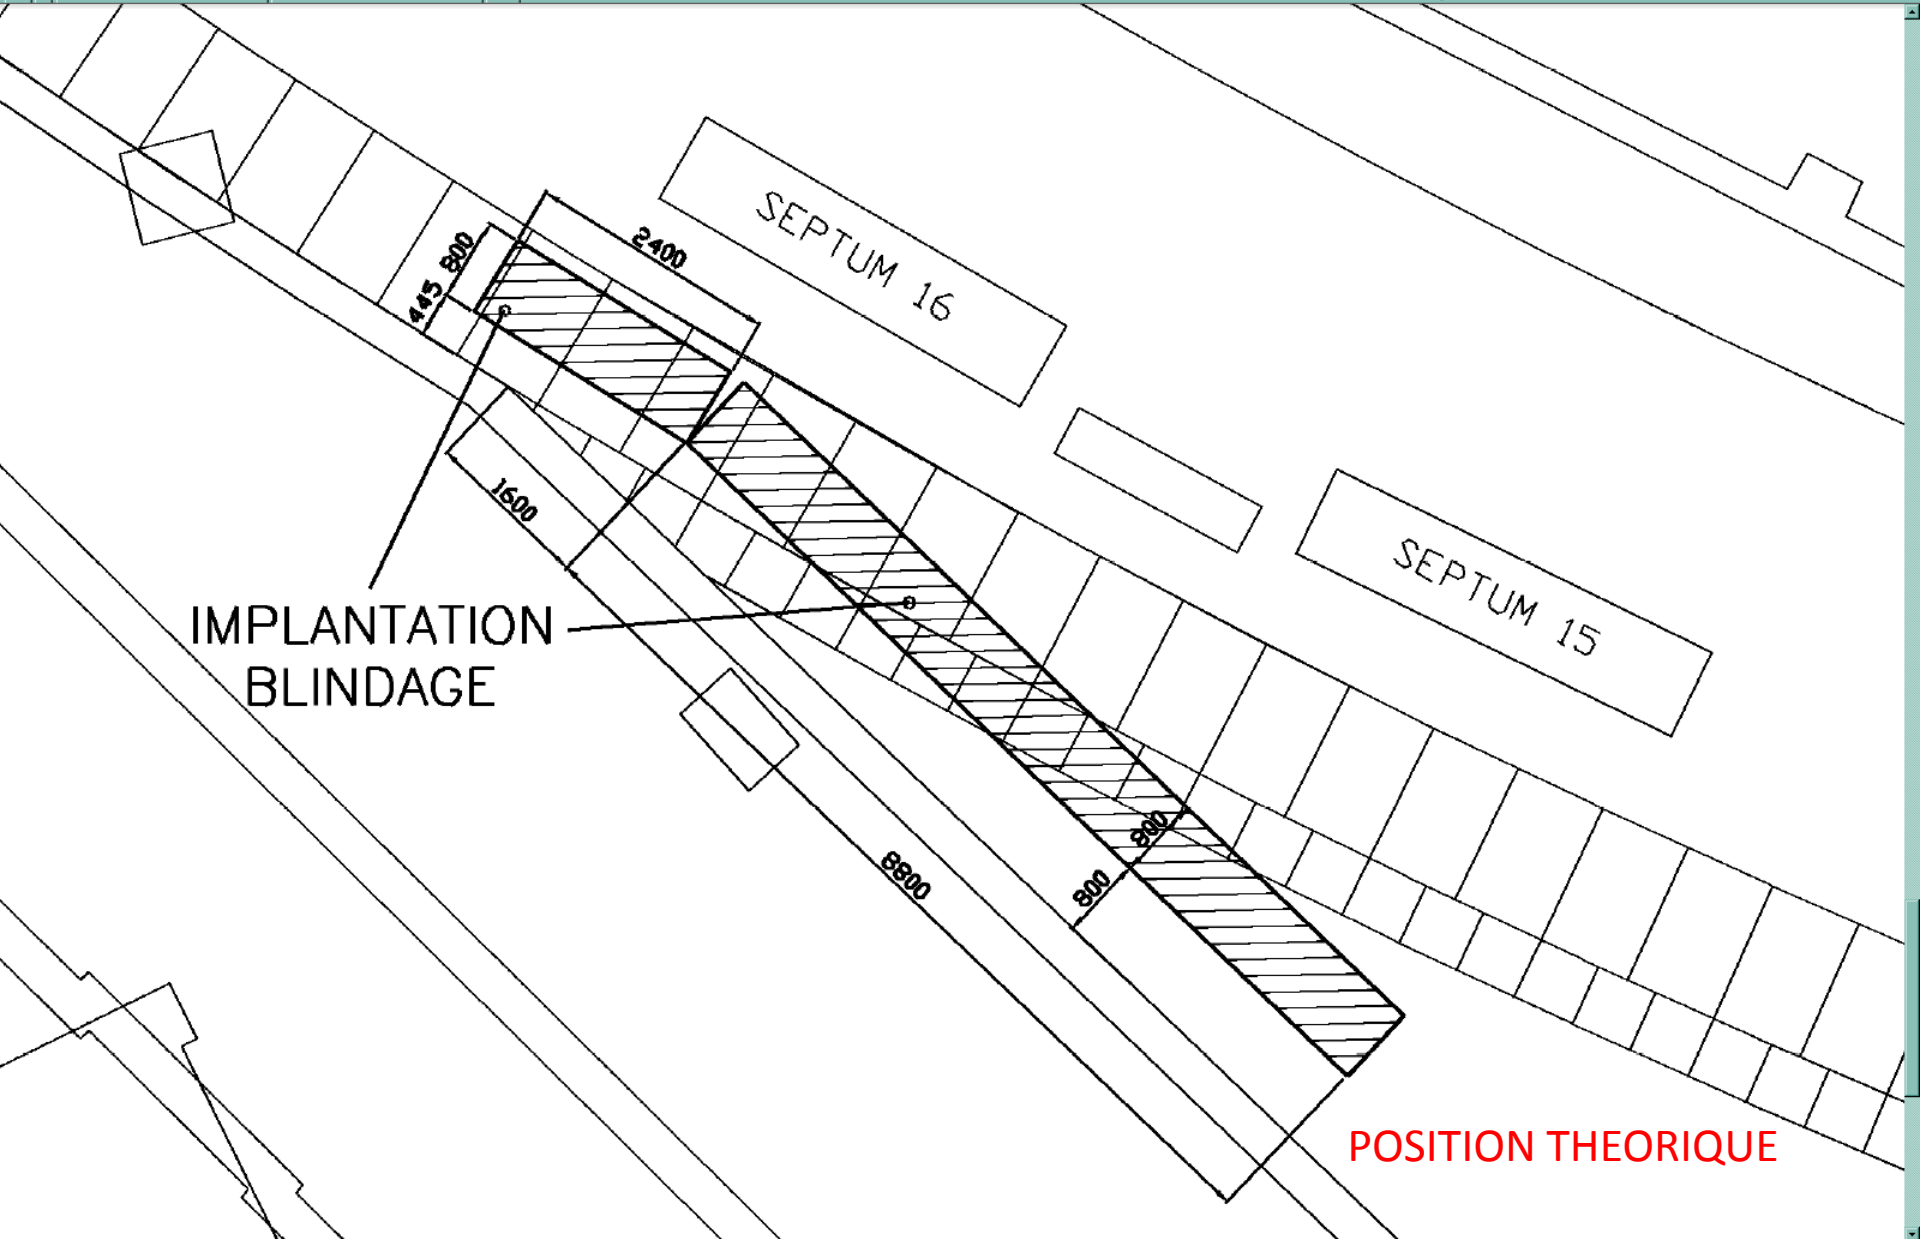 SEPTUM 16
2400
800
445
1600
SEPTUM 15
IMPLANTATION
BLINDAGE
800
800
8800
POSITION THEORIQUE